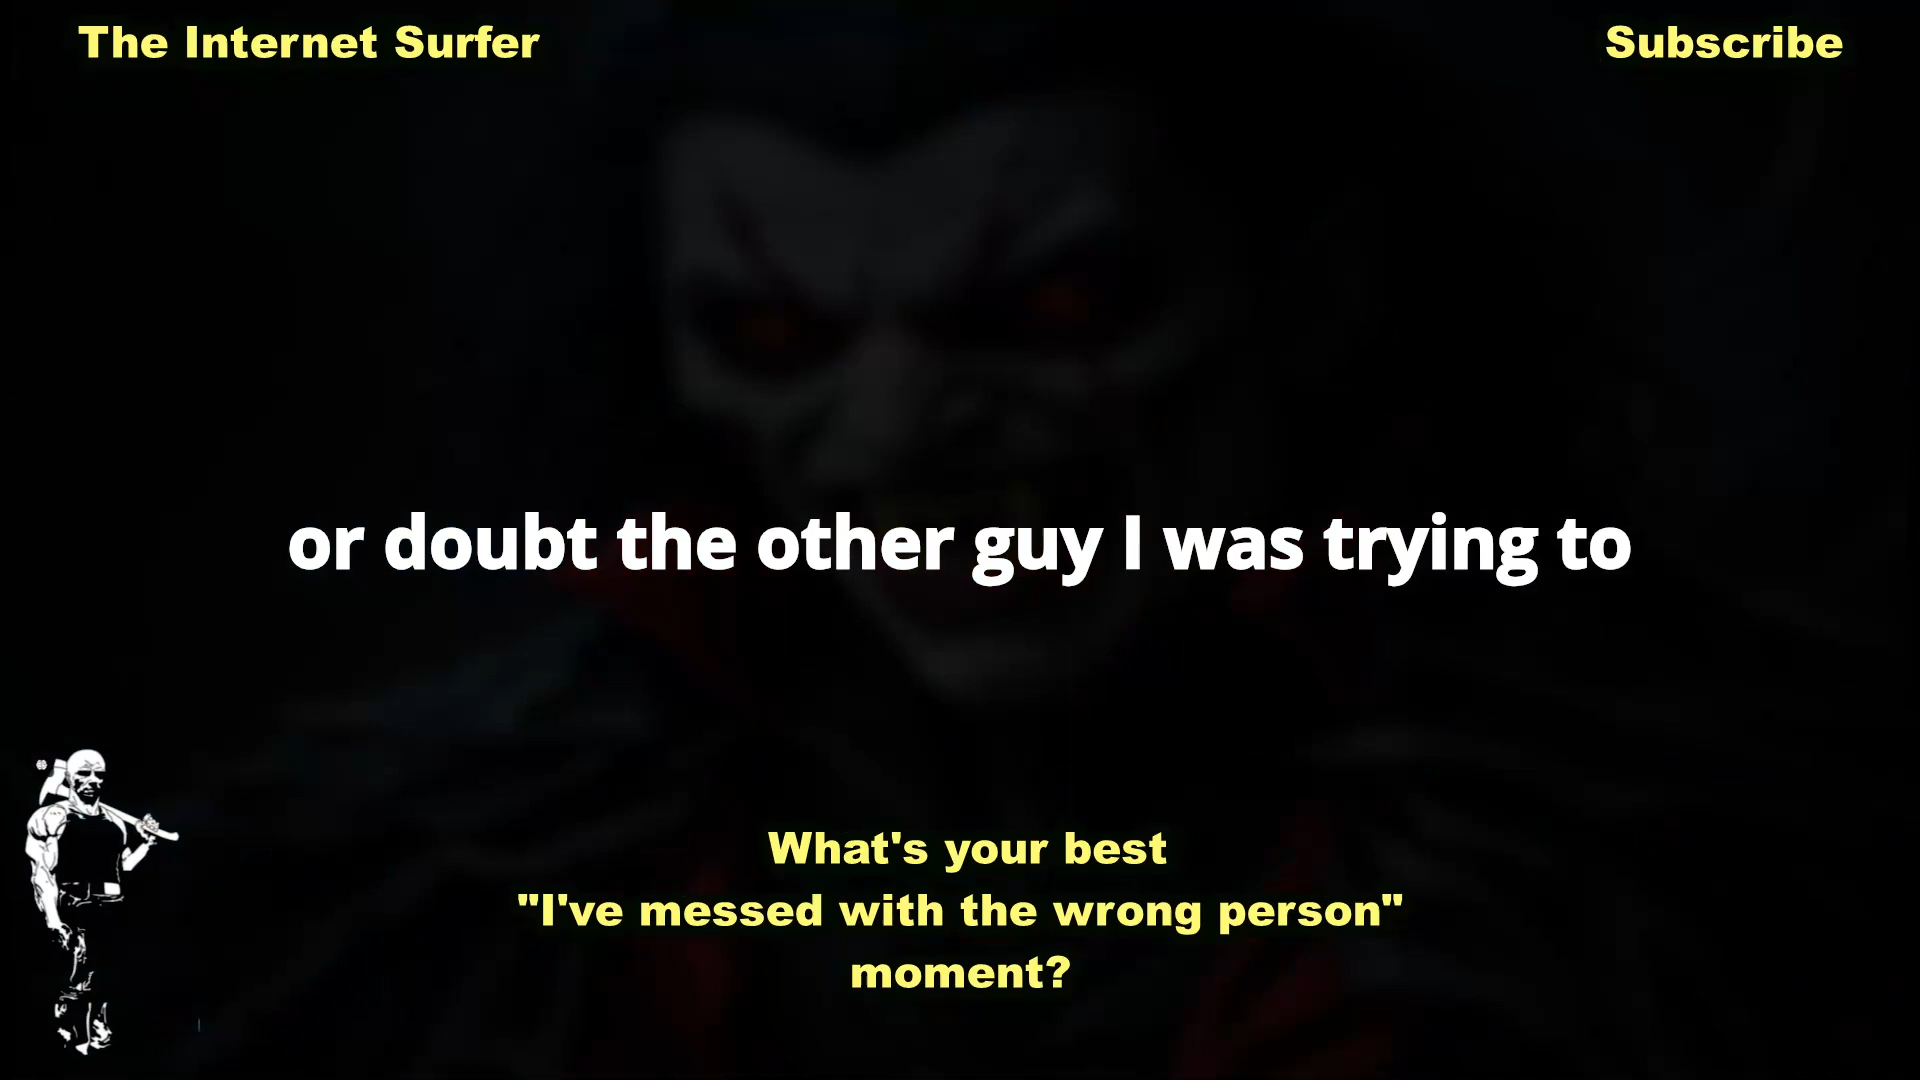 The Internet Surfer
Subscribe
or doubt the other guy I was trying to
What's your best
"I've messed with the wrong person"
moment?